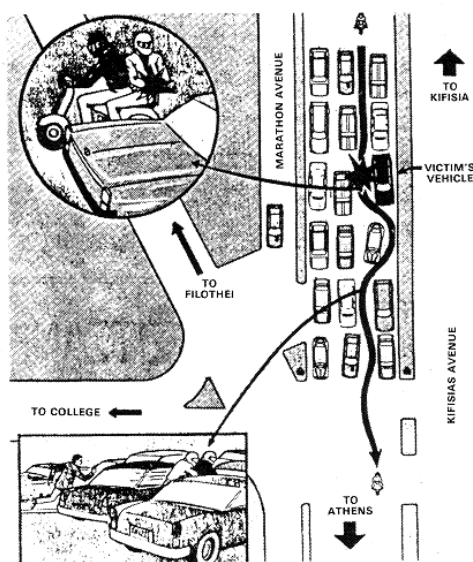 MARATHON AVENUE
TO
KIFISIA
VICTIM'S
VEHICLE
TO
FILOTHEI
KIFISIAS AVENUE
TO COLLEGE
TO
ATHENS